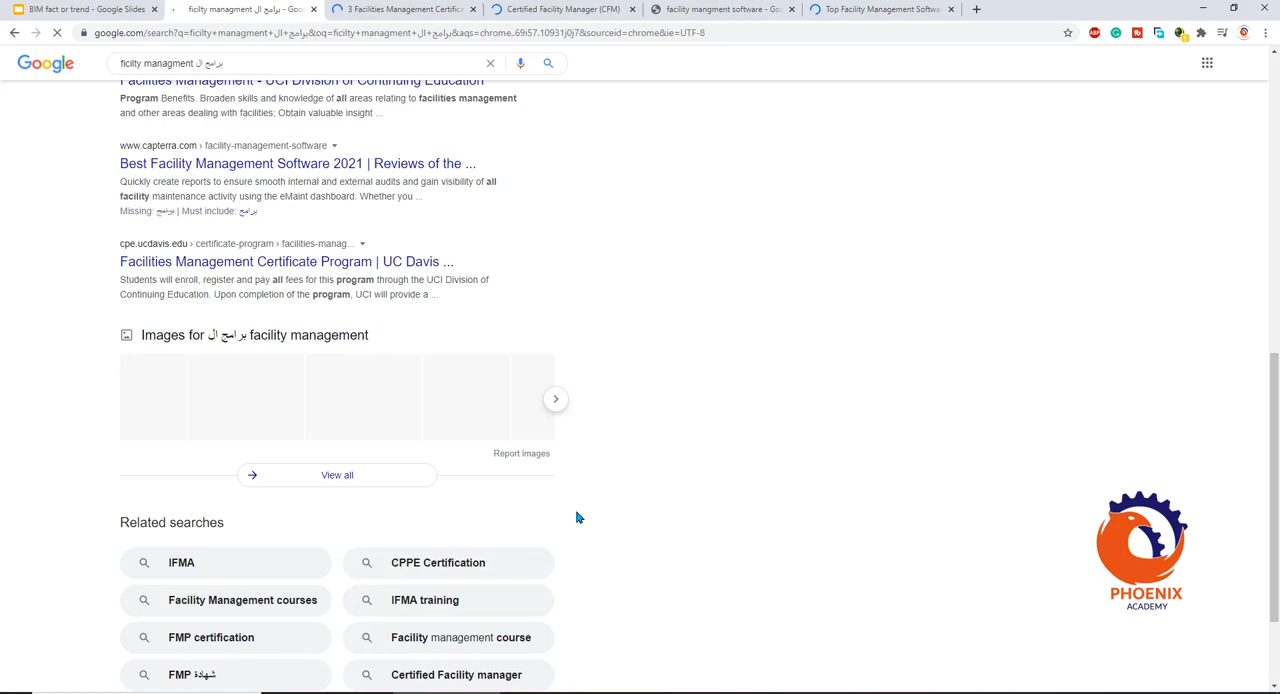 BIM fact or trend - Google Slides
ficilty managment برامج ال - Goo
3 Facilities Management Certifica
Certified Facility Manager (CFM)
facility mangment software - Goo
Top Facility Management Softwa
google.com/search?q=ficilty+managment+برامج+ال&oq=ficilty+managment+برامج+ال&aqs=chrome..69i57.10931j0j7&sourceid=chrome&ie=UTF-8
Google
ficilty managment برامج ال
Facilities Management - UCI Division of Continuing Education
Program Benefits. Broaden skills and knowledge of all areas relating to facilities management
and other areas dealing with facilities; Obtain valuable insight ...
www.capterra.com › facility-management-software
Best Facility Management Software 2021 | Reviews of the ...
Quickly create reports to ensure smooth internal and external audits and gain visibility of all
facility maintenance activity using the eMaint dashboard. Whether you ...
Missing: برامج | Must include: برامج
cpe.ucdavis.edu › certificate-program › facilities-manag...
Facilities Management Certificate Program | UC Davis ...
Students will enroll, register and pay all fees for this program through the UCI Division of
Continuing Education. Upon completion of the program, UCI will provide a ...
Images for برامج ال facility management
Report images
View all
Related searches
IFMA
CPPE Certification
Facility Management courses
IFMA training
FMP certification
Facility management course
FMP شهادة
Certified Facility manager
PHOENIX
ACADEMY